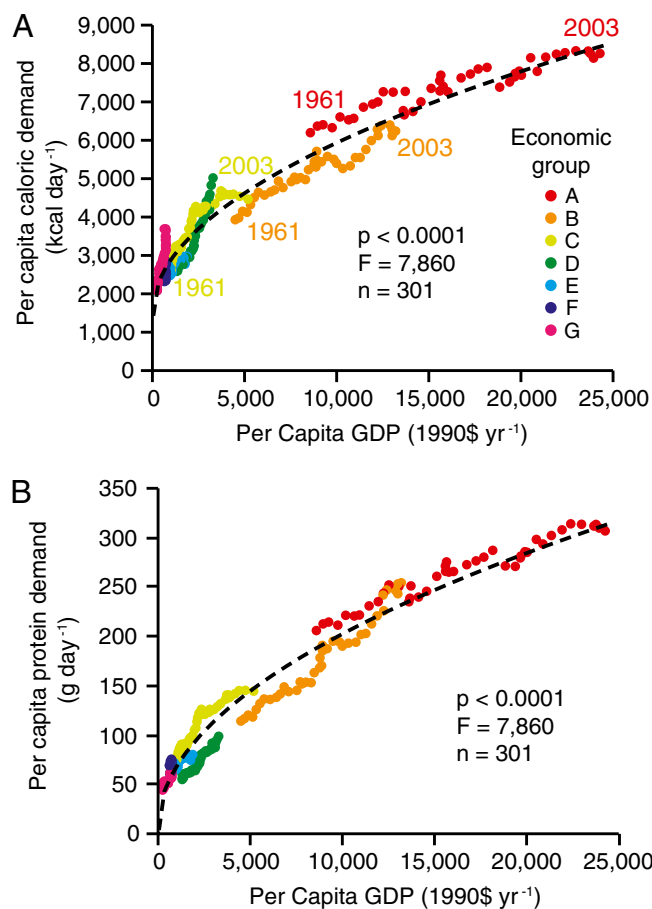 A
Per capita caloric demand
(kcal day⁻¹)
9,000
8,000
7,000
6,000
5,000
4,000
3,000
2,000
1,000
0
2003
1961
2003
2003
1961
1961
Economic
group
A
B
C
D
E
F
G
p < 0.0001
F = 7,860
n = 301
0
5,000
10,000
15,000
20,000
25,000
Per Capita GDP (1990$ yr⁻¹)
B
Per capita protein demand
(g day⁻¹)
350
300
250
200
150
100
50
0
p < 0.0001
F = 7,860
n = 301
0
5,000
10,000
15,000
20,000
25,000
Per Capita GDP (1990$ yr⁻¹)